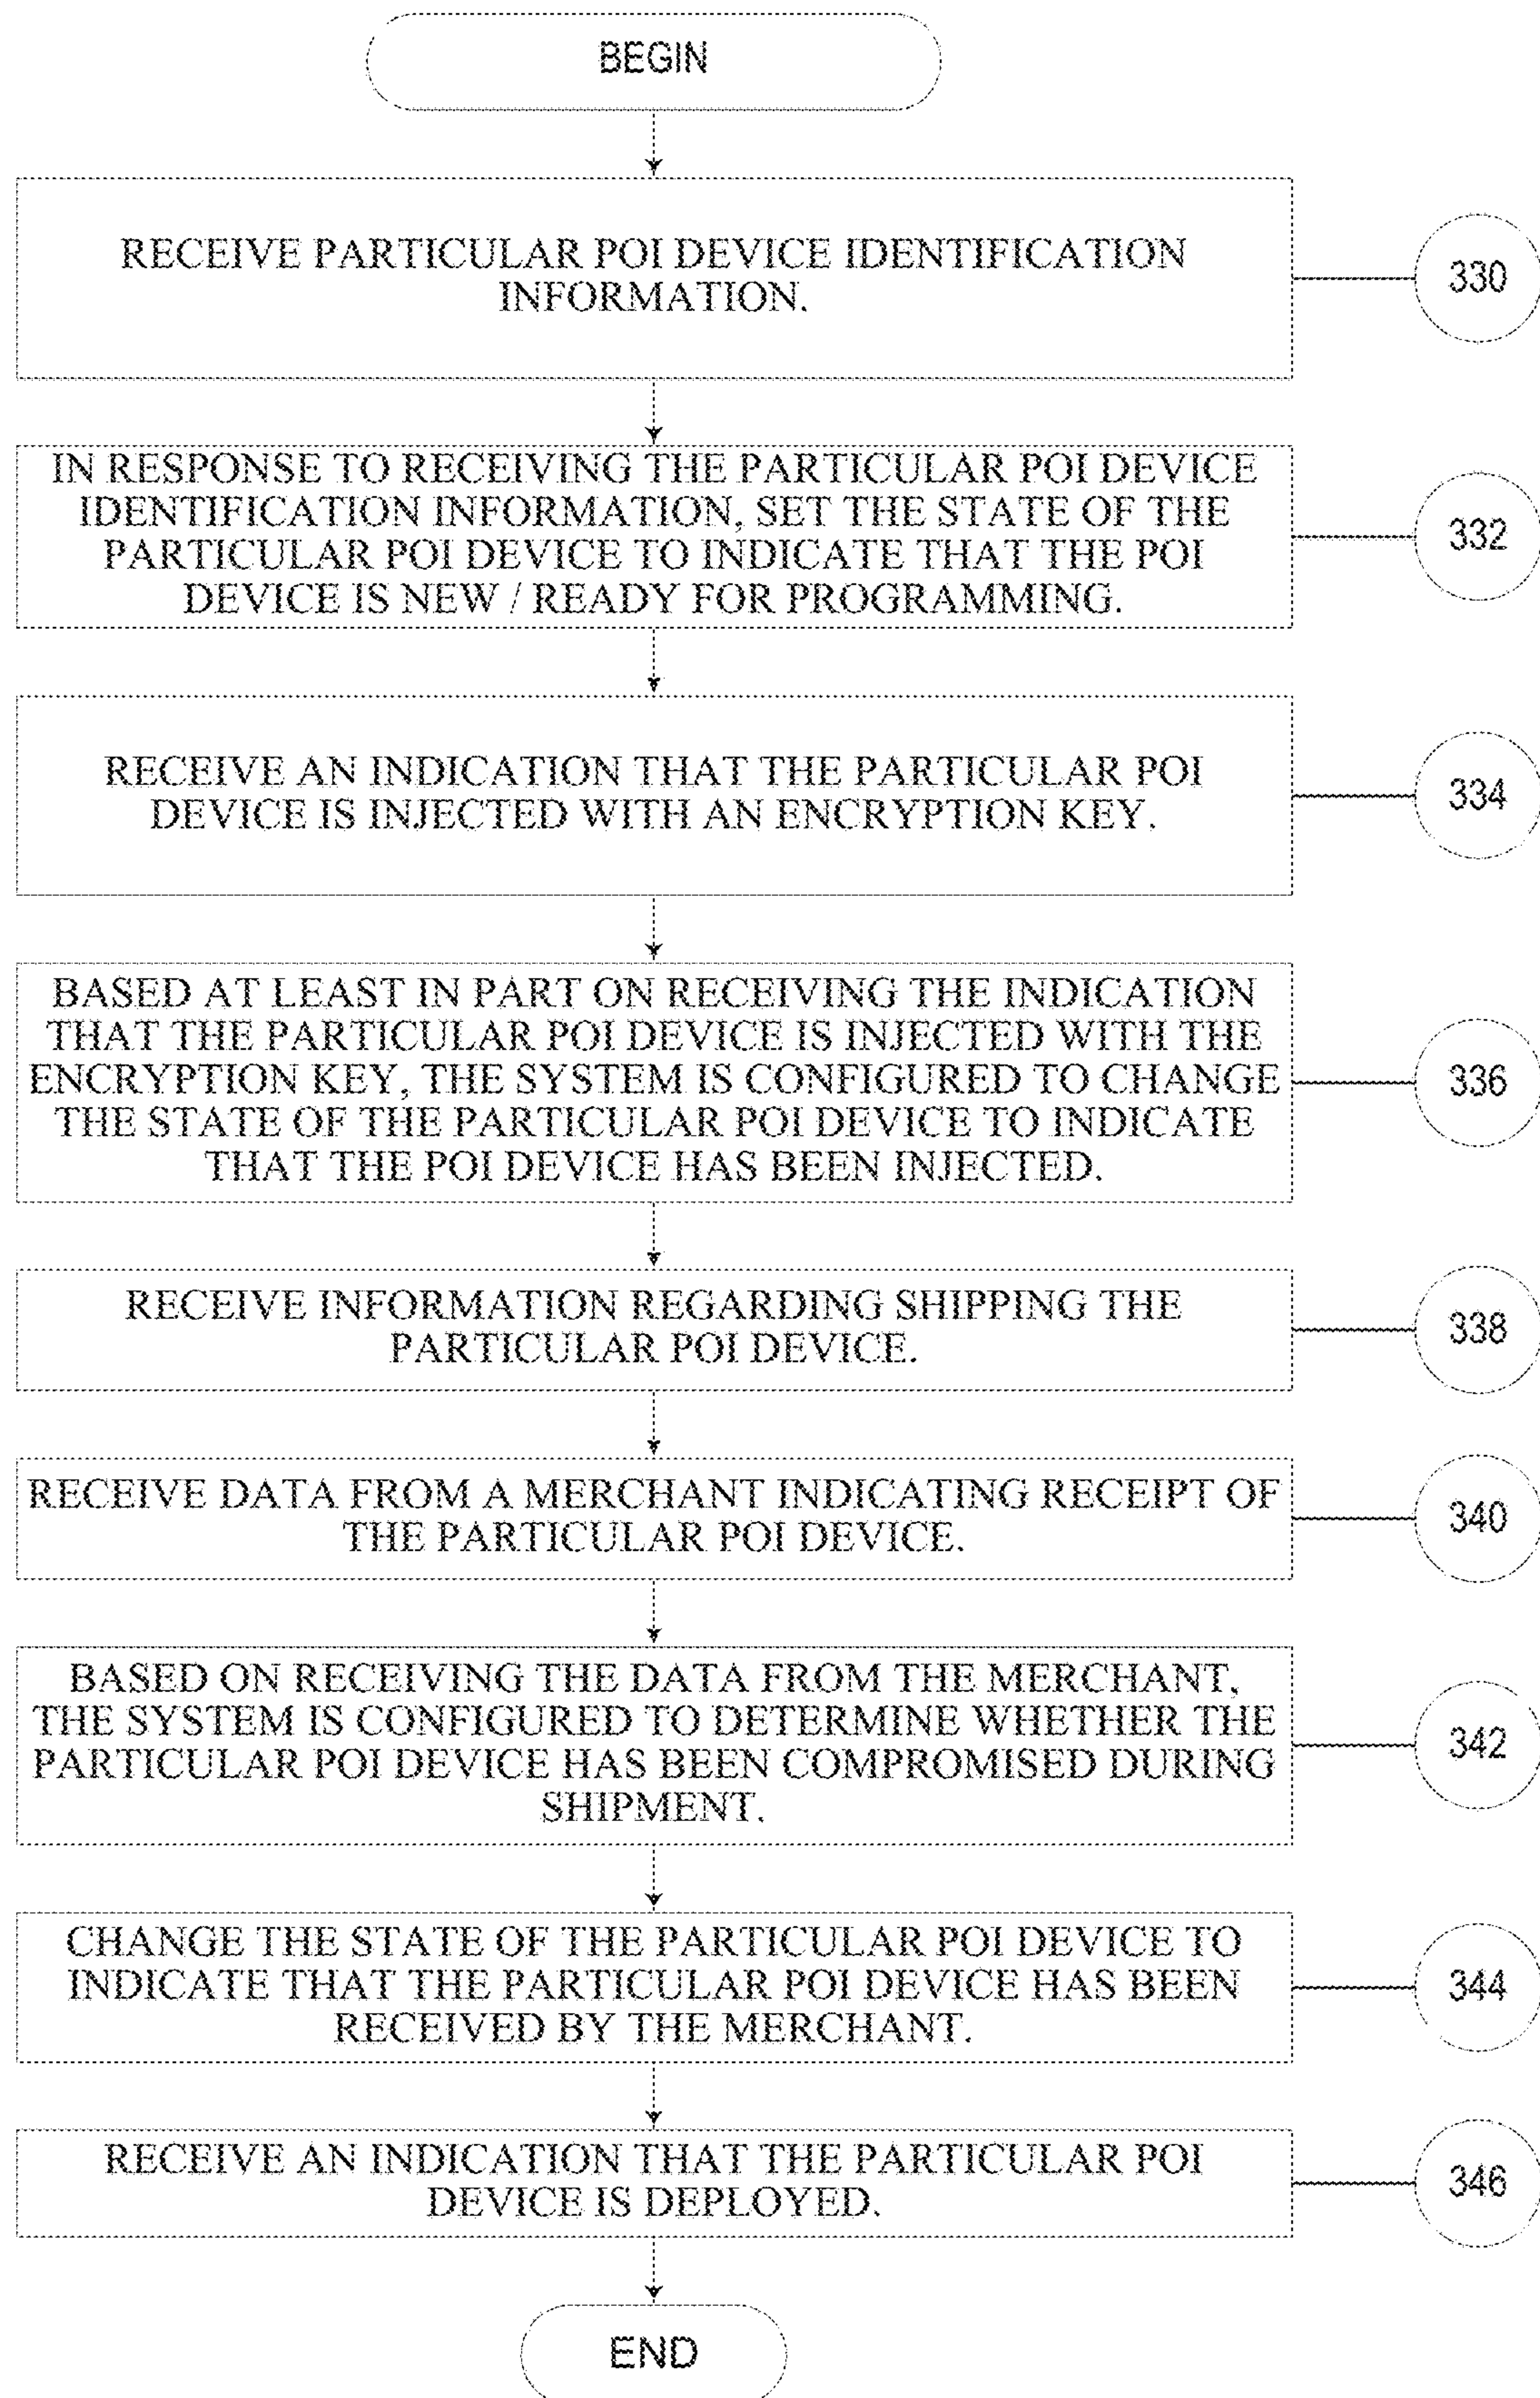 BEGIN
RECEIVE PARTICULAR POI DEVICE IDENTIFICATION
INFORMATION.
330
IN RESPONSE TO RECEIVING THE PARTICULAR POI DEVICE
IDENTIFICATION INFORMATION, SET THE STATE OF THE
PARTICULAR POI DEVICE TO INDICATE THAT THE POI
DEVICE IS NEW / READY FOR PROGRAMMING.
332
RECEIVE AN INDICATION THAT THE PARTICULAR POI
DEVICE IS INJECTED WITH AN ENCRYPTION KEY.
334
BASED AT LEAST IN PART ON RECEIVING THE INDICATION
THAT THE PARTICULAR POI DEVICE IS INJECTED WITH THE
ENCRYPTION KEY, THE SYSTEM IS CONFIGURED TO CHANGE
THE STATE OF THE PARTICULAR POI DEVICE TO INDICATE
THAT THE POI DEVICE HAS BEEN INJECTED.
336
RECEIVE INFORMATION REGARDING SHIPPING THE
PARTICULAR POI DEVICE.
338
RECEIVE DATA FROM A MERCHANT INDICATING RECEIPT OF
THE PARTICULAR POI DEVICE.
340
BASED ON RECEIVING THE DATA FROM THE MERCHANT,
THE SYSTEM IS CONFIGURED TO DETERMINE WHETHER THE
PARTICULAR POI DEVICE HAS BEEN COMPROMISED DURING
SHIPMENT.
342
CHANGE THE STATE OF THE PARTICULAR POI DEVICE TO
INDICATE THAT THE PARTICULAR POI DEVICE HAS BEEN
RECEIVED BY THE MERCHANT.
344
RECEIVE AN INDICATION THAT THE PARTICULAR POI
DEVICE IS DEPLOYED.
346
END